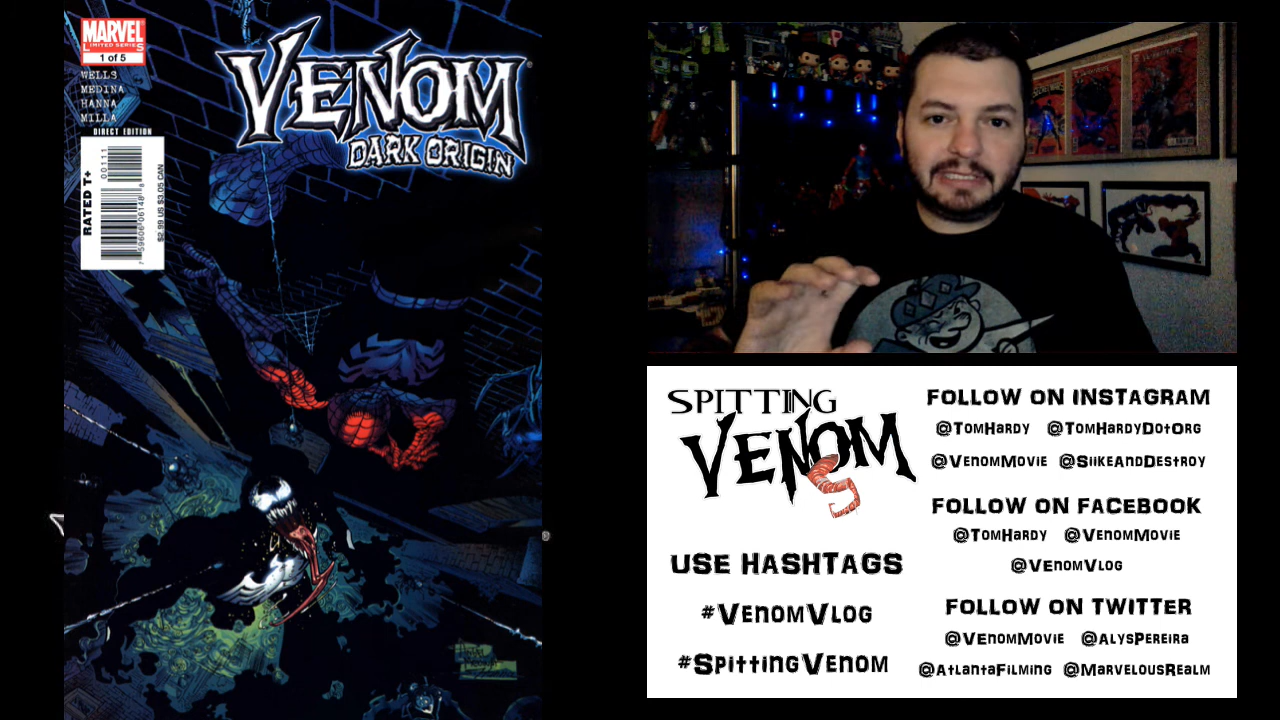 MARVEL
LIMITED SERIES
1 of 5
WELLS
MEDINA
HANNA
MILLA
DIRECT EDITION
RATED T+
00111
$2.99 US $3.05 CAN
VENOM
DARK ORIGIN
SPITTING
VENOM
USE HASHTAGS
#VenomVlog
#SpittingVenom
FOLLOW ON INSTAGRAM
@TomHardy @TomHardyDotOrg
@VenomMovie @SiikeAndDestroy
FOLLOW ON FACEBOOK
@TomHardy @VenomMovie
@VenomVlog
FOLLOW ON TWITTER
@VenomMovie @AlysPereira
@AtlantaFilming @MarvelousRealm